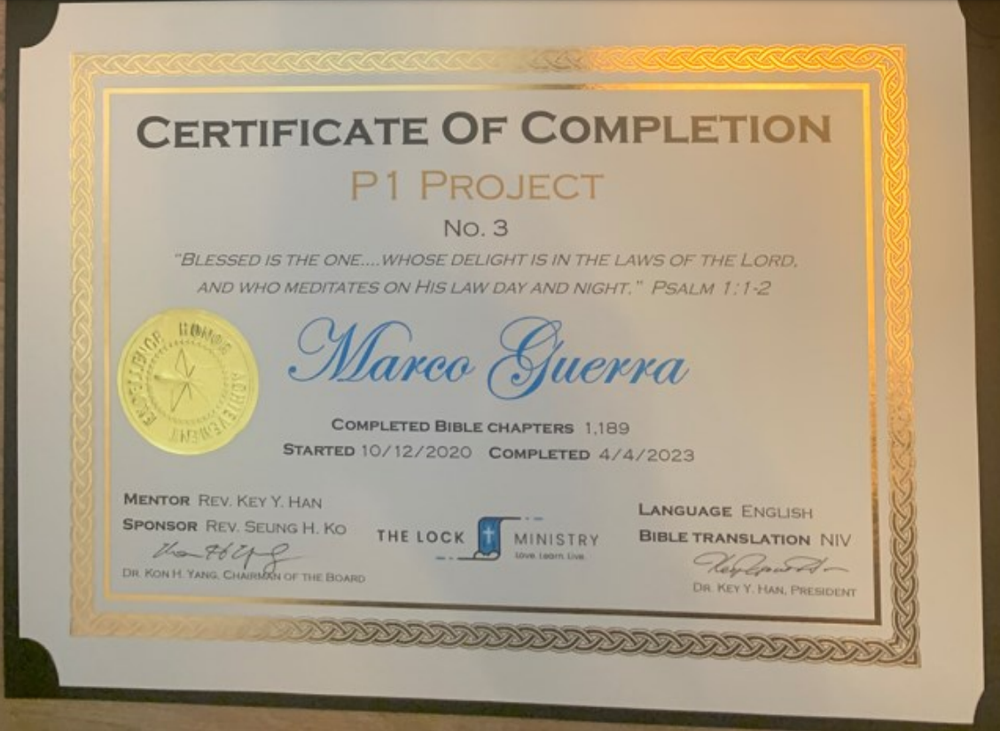 CERTIFICATE OF COMPLETION
P1 PROJECT
No. 3
"BLESSED IS THE ONE....WHOSE DELIGHT IS IN THE LAWS OF THE LORD,
AND WHO MEDITATES ON HIS LAW DAY AND NIGHT." PSALM 1:1-2
HONOR
EXCELLENCE
ACHIEVEMENT
Marco Guerra
COMPLETED BIBLE CHAPTERS 1,189
STARTED 10/12/2020 COMPLETED 4/4/2023
MENTOR REV. KEY Y. HAN
SPONSOR REV. SEUNG H. KO
DR. KON H. YANG, CHAIRMAN OF THE BOARD
THE LOCK MINISTRY
Love. Learn. Live.
LANGUAGE ENGLISH
BIBLE TRANSLATION NIV
DR. KEY Y. HAN, PRESIDENT